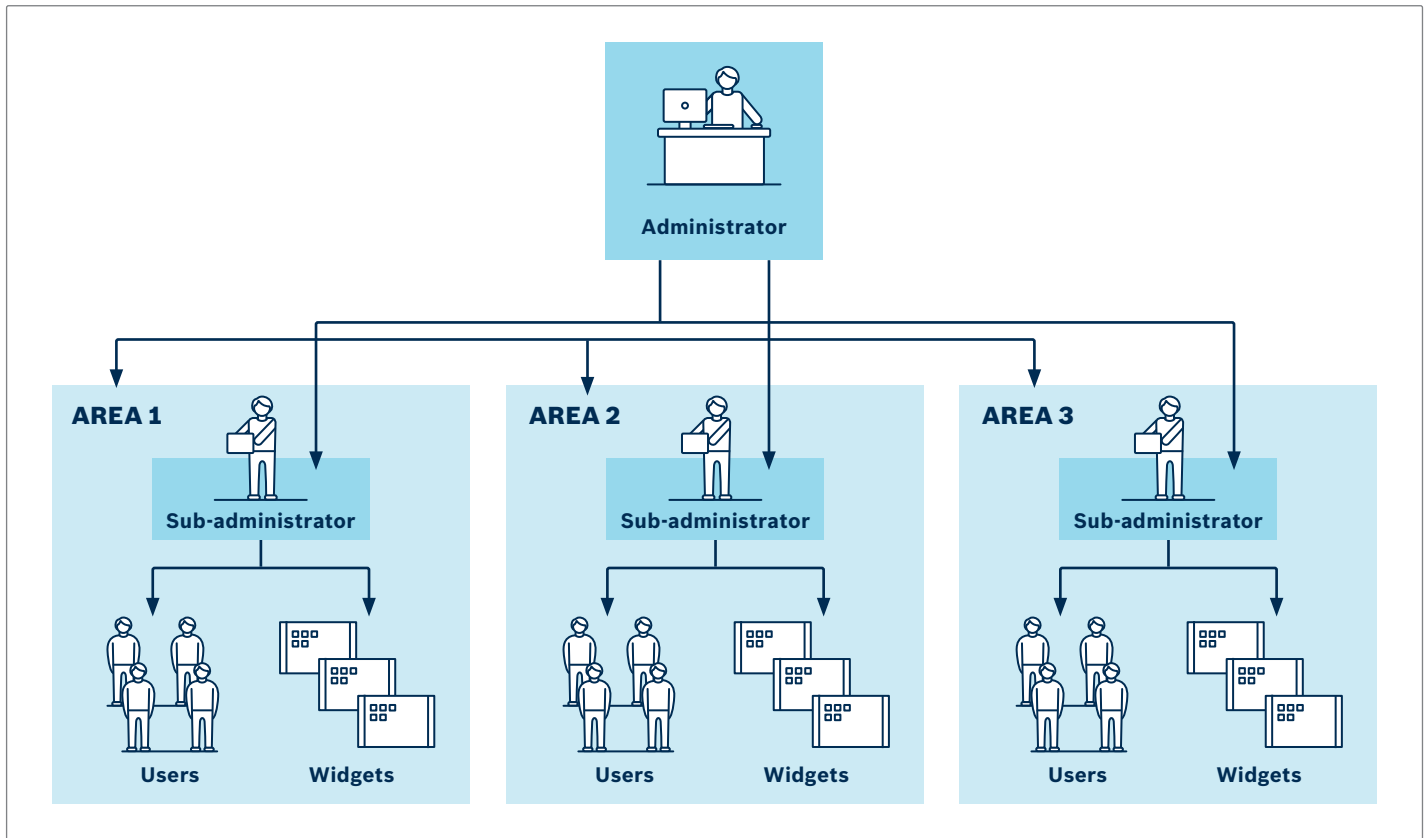 Administrator
AREA 1
Sub-administrator
Users
Widgets
AREA 2
Sub-administrator
Users
Widgets
AREA 3
Sub-administrator
Users
Widgets